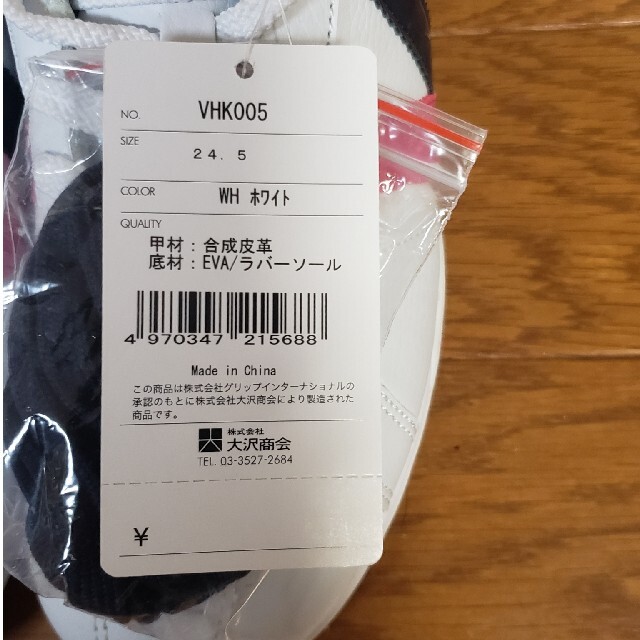 NO. VHK005
SIZE 24.5
COLOR WH ホワイト
QUALITY
甲材：合成皮革
底材：EVA/ラバーソール
4 970347 215688
Made in China
この商品は株式会社グリップインターナショナルの
承認のもとに株式会社大沢商会により製造された
商品です。
株式会社
大沢商会
TEL. 03-3527-2684
¥